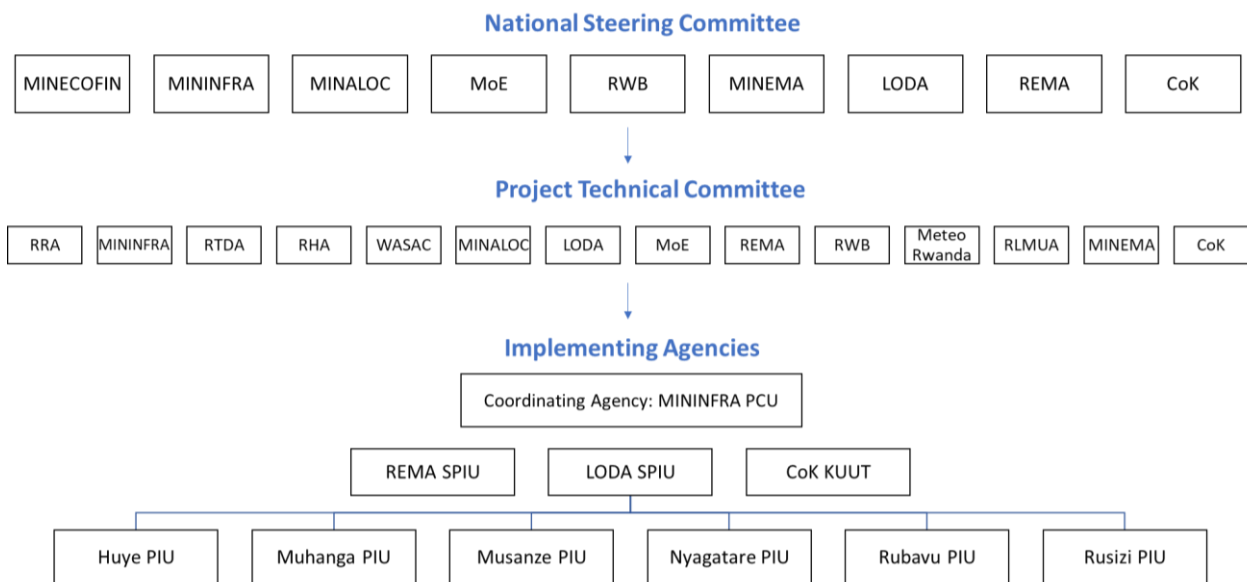 National Steering Committee
MINECOFIN
MININFRA
MINALOC
MoE
RWB
MINEMA
LODA
REMA
CoK
Project Technical Committee
RRA
MININFRA
RTDA
RHA
WASAC
MINALOC
LODA
MoE
REMA
RWB
Meteo
Rwanda
RLMUA
MINEMA
CoK
Implementing Agencies
Coordinating Agency: MININFRA PCU
REMA SPIU
LODA SPIU
CoK KUUT
Huye PIU
Muhanga PIU
Musanze PIU
Nyagatare PIU
Rubavu PIU
Rusizi PIU